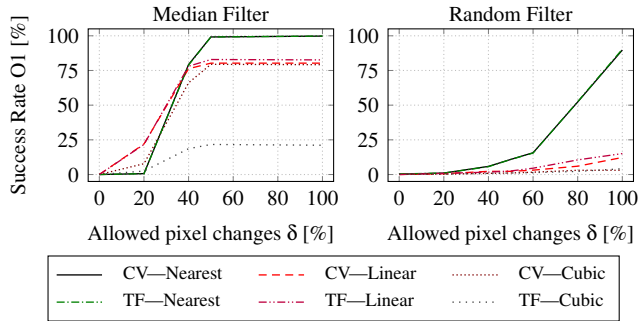 Median Filter Random Filter
Success Rate O1 [%]
100
75
50
25
0
0 20 40 60 80 100
Allowed pixel changes δ [%]
100
75
50
25
0
0 20 40 60 80 100
Allowed pixel changes δ [%]
CV—Nearest CV—Linear CV—Cubic
TF—Nearest TF—Linear TF—Cubic